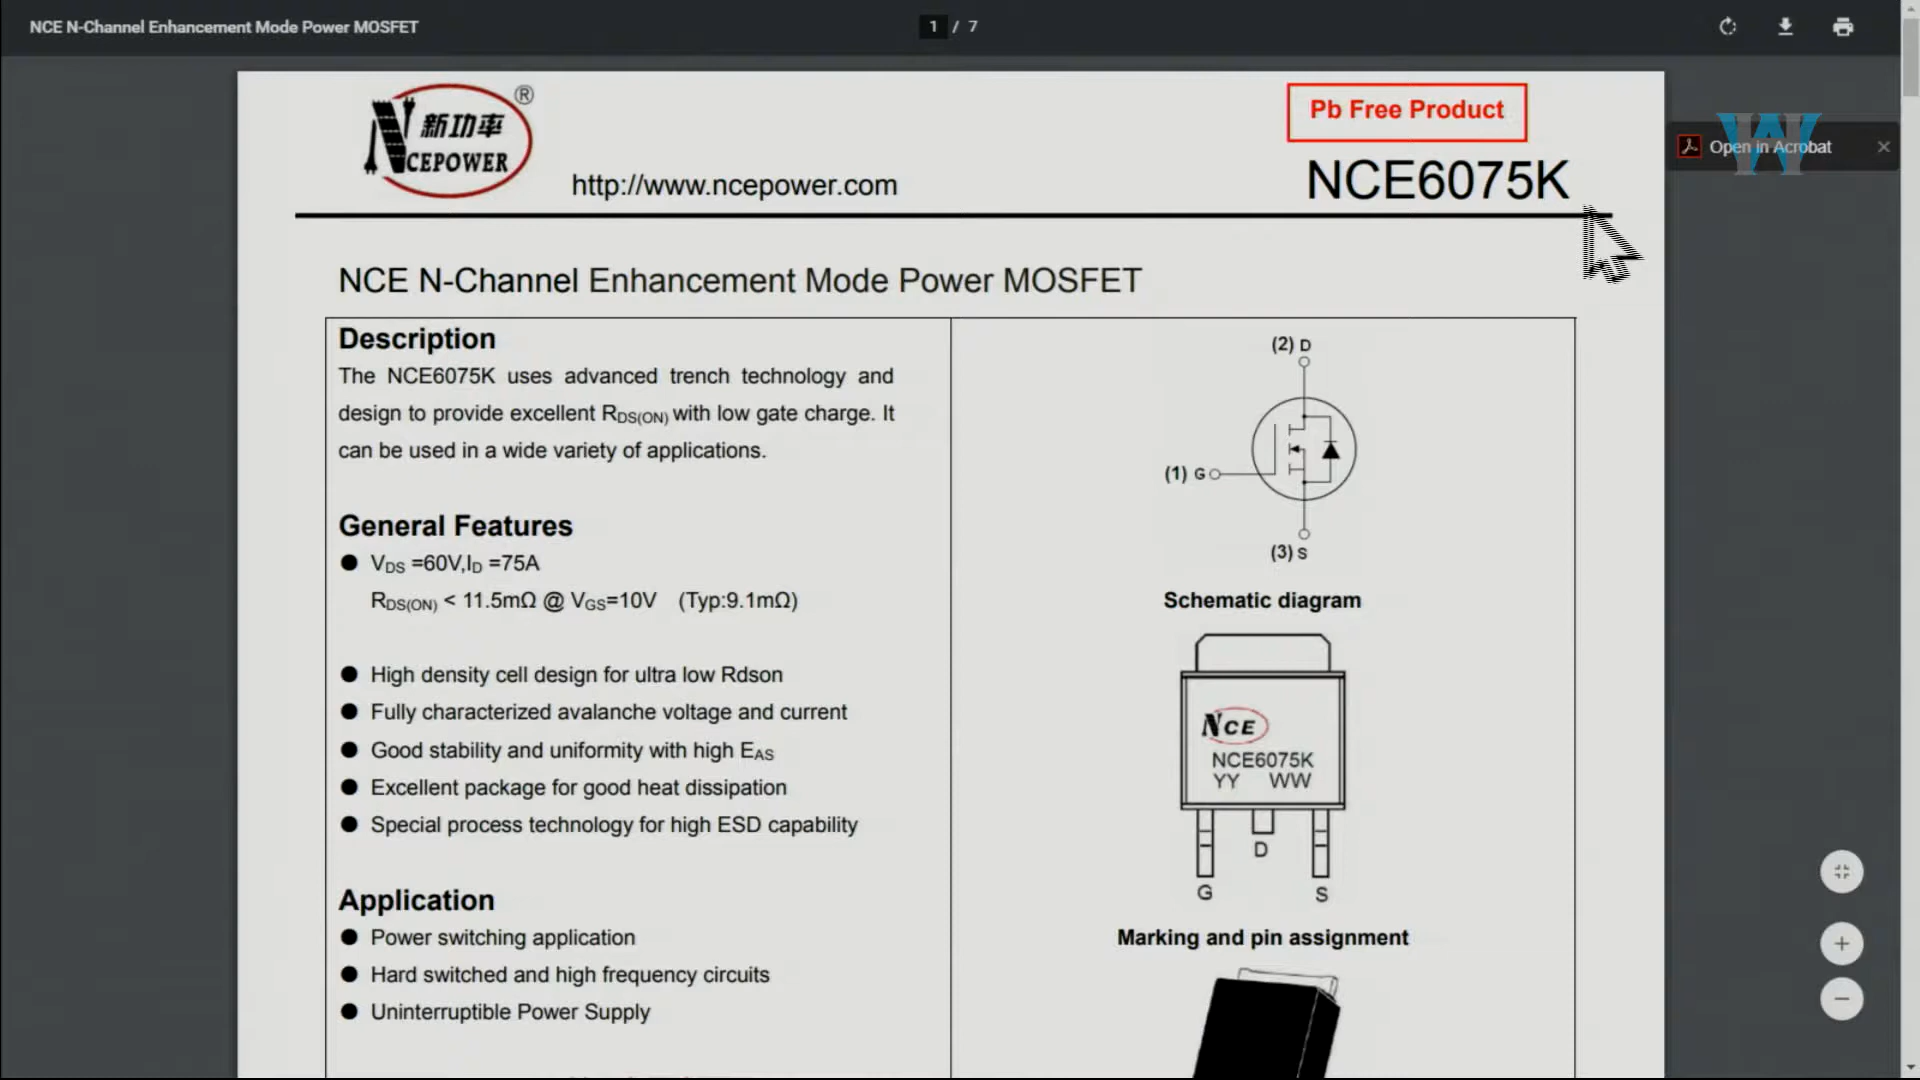 NCE N-Channel Enhancement Mode Power MOSFET
1 / 7
®
新功率
NCEPOWER
http://www.ncepower.com
Pb Free Product
NCE6075K
Open in Acrobat
NCE N-Channel Enhancement Mode Power MOSFET
Description
The NCE6075K uses advanced trench technology and
design to provide excellent RDS(ON) with low gate charge. It
can be used in a wide variety of applications.
General Features
● VDS =60V,ID =75A
RDS(ON) < 11.5mΩ @ VGS=10V (Typ:9.1mΩ)
● High density cell design for ultra low Rdson
● Fully characterized avalanche voltage and current
● Good stability and uniformity with high EAS
● Excellent package for good heat dissipation
● Special process technology for high ESD capability
Application
● Power switching application
● Hard switched and high frequency circuits
● Uninterruptible Power Supply
(2) D
(1) G
(3) S
Schematic diagram
NCE
NCE6075K
YY WW
D
G S
Marking and pin assignment